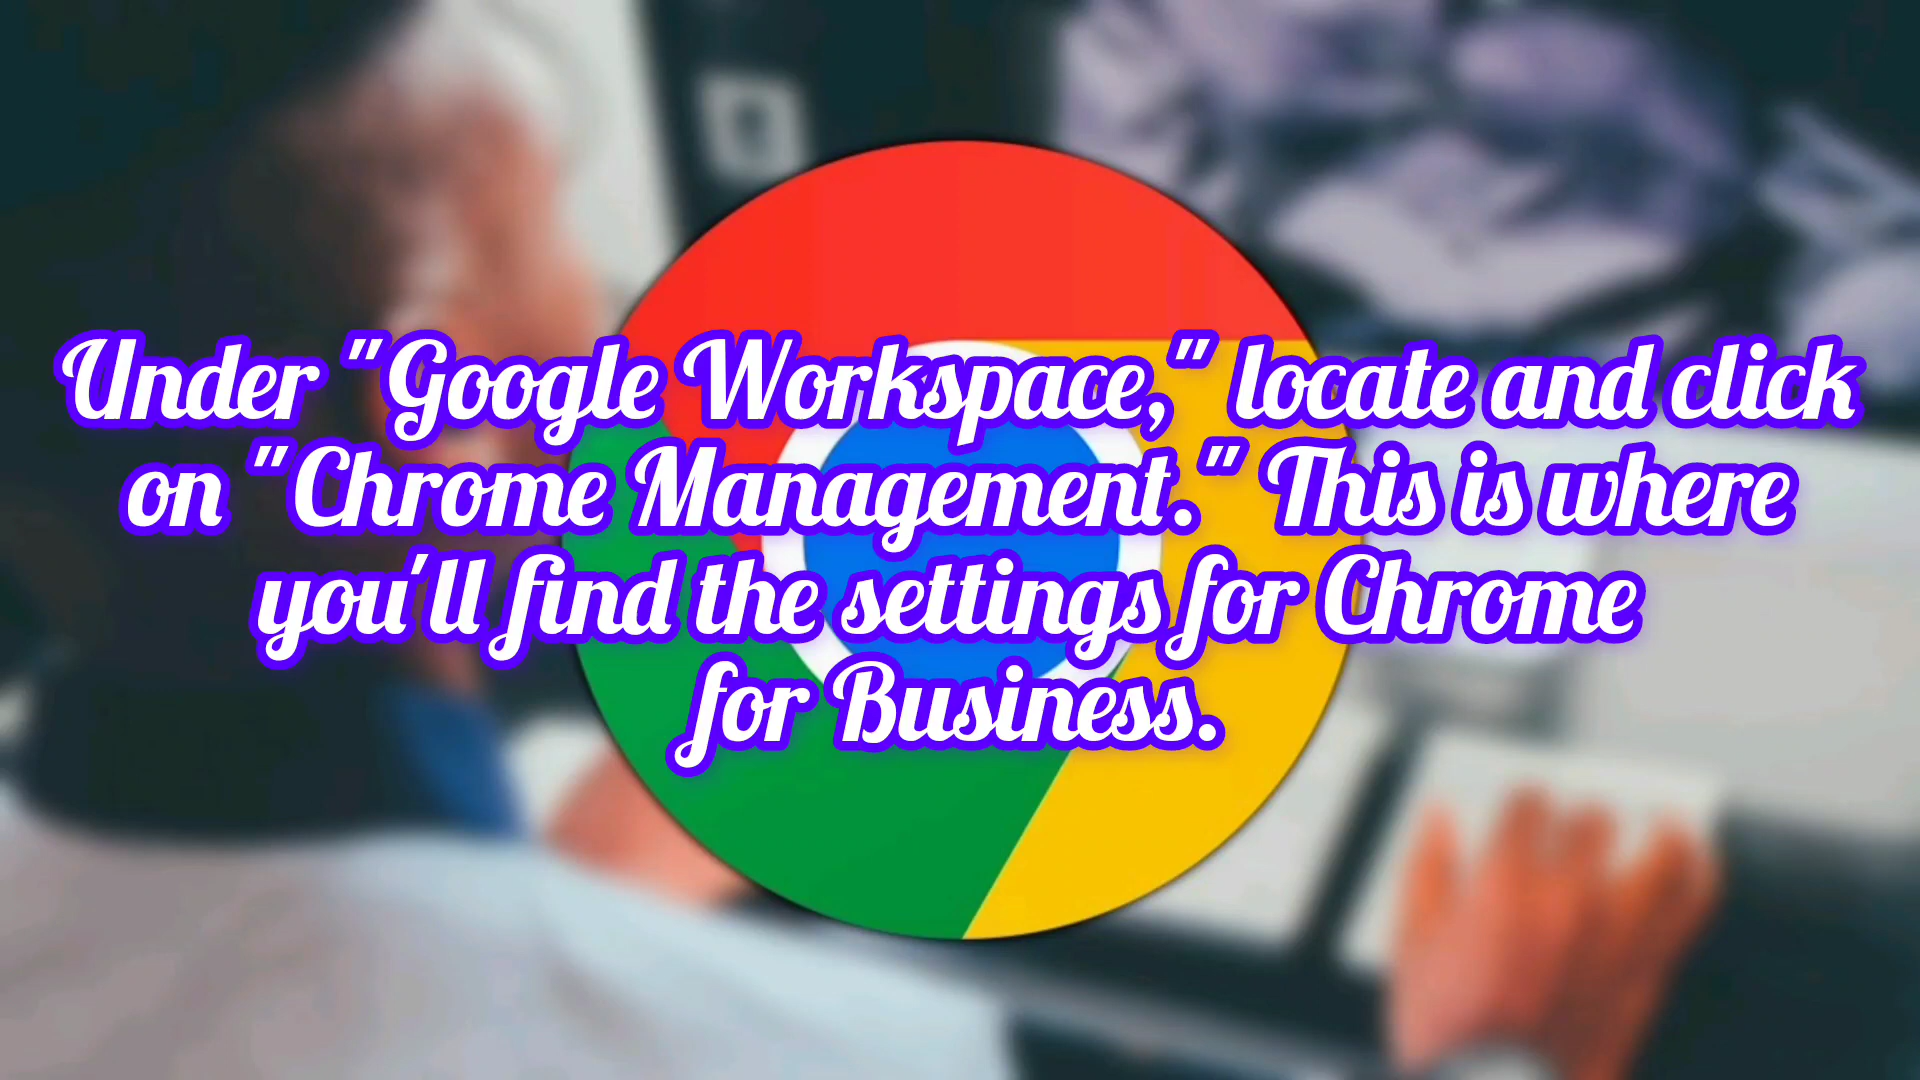 Under "Google Workspace," locate and click
on "Chrome Management." This is where
you'll find the settings for Chrome
for Business.